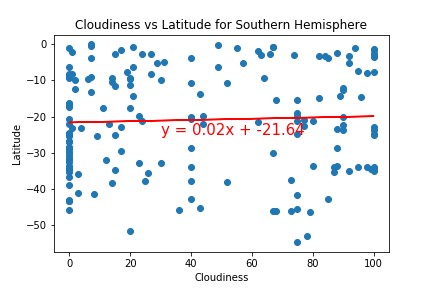 Cloudiness vs Latitude for Southern Hemisphere
0
−10
−20
−30
−40
−50
Latitude
y = 0.02x + -21.64
0 20 40 60 80 100
Cloudiness